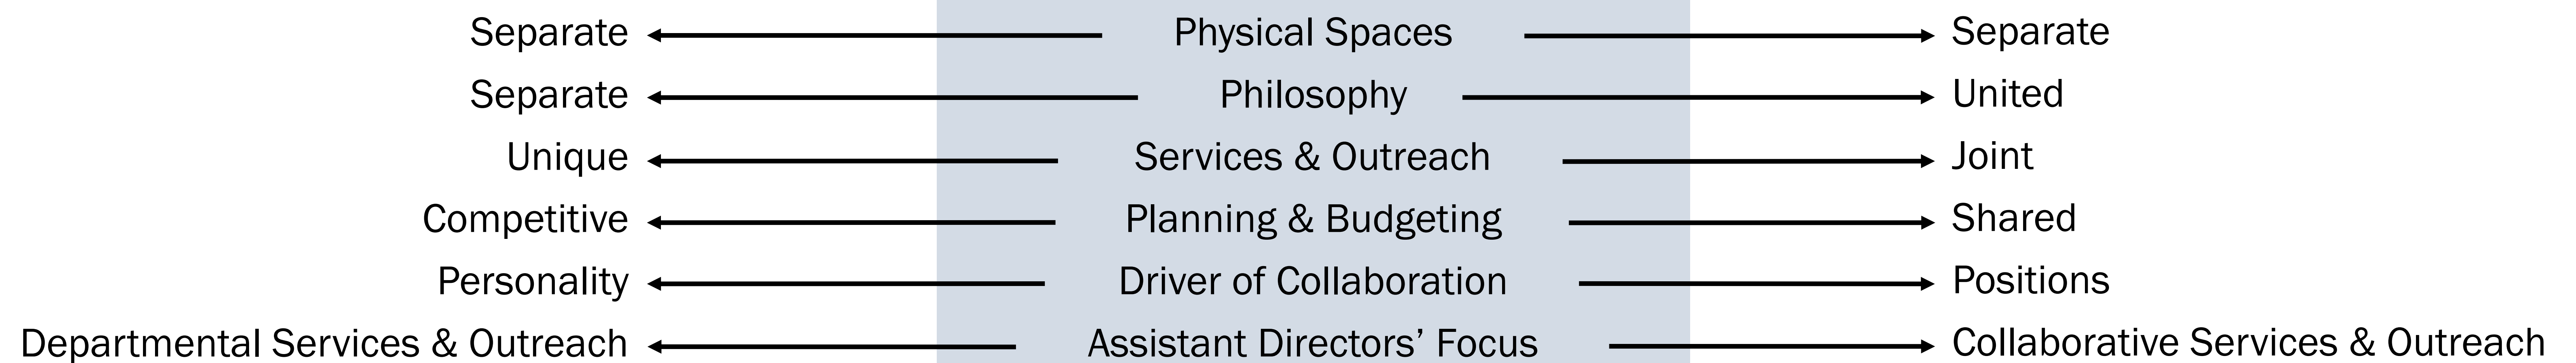 Separate Physical Spaces Separate
Separate Philosophy United
Unique Services & Outreach Joint
Competitive Planning & Budgeting Shared
Personality Driver of Collaboration Positions
Departmental Services & Outreach Assistant Directors’ Focus Collaborative Services & Outreach